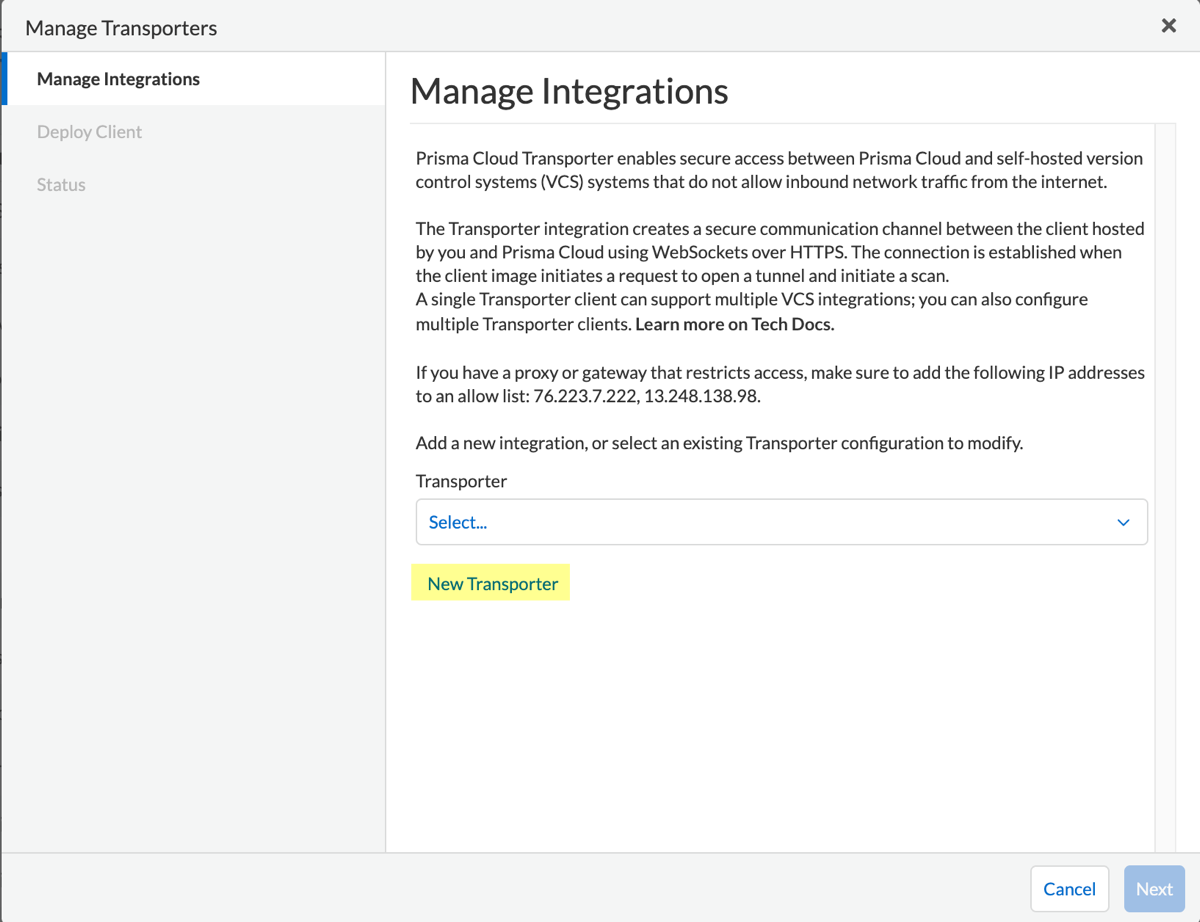 Manage Transporters
Manage Integrations
Deploy Client
Status
Manage Integrations
Prisma Cloud Transporter enables secure access between Prisma Cloud and self-hosted version
control systems (VCS) systems that do not allow inbound network traffic from the internet.
The Transporter integration creates a secure communication channel between the client hosted
by you and Prisma Cloud using WebSockets over HTTPS. The connection is established when
the client image initiates a request to open a tunnel and initiate a scan.
A single Transporter client can support multiple VCS integrations; you can also configure
multiple Transporter clients. Learn more on Tech Docs.
If you have a proxy or gateway that restricts access, make sure to add the following IP addresses
to an allow list: 76.223.7.222, 13.248.138.98.
Add a new integration, or select an existing Transporter configuration to modify.
Transporter
Select...
New Transporter
Cancel
Next